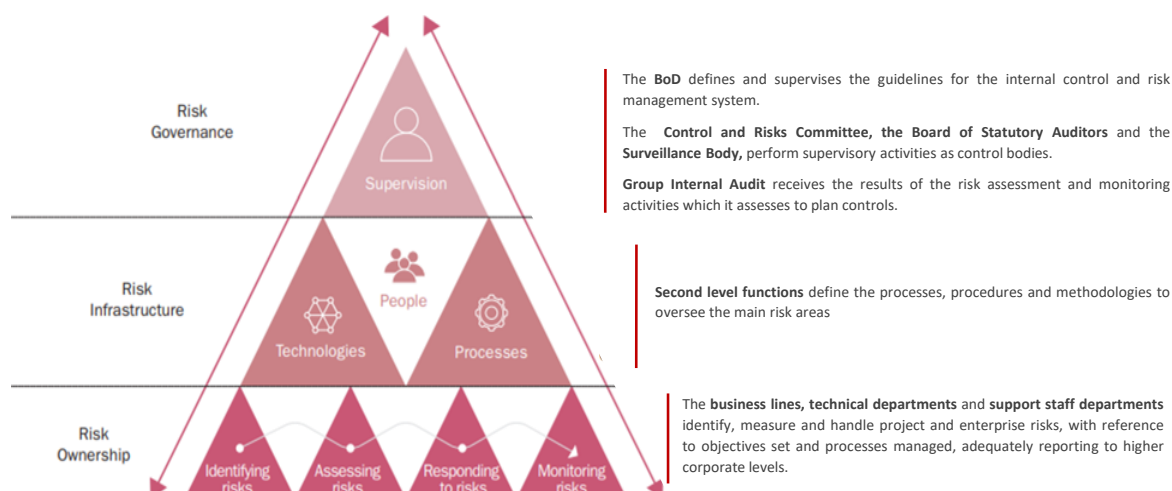 Risk
Governance
Supervision
The BoD defines and supervises the guidelines for the internal control and risk
management system.
The Control and Risks Committee, the Board of Statutory Auditors and the
Surveillance Body, perform supervisory activities as control bodies.
Group Internal Audit receives the results of the risk assessment and monitoring
activities which it assesses to plan controls.
Risk
Infrastructure
People
Technologies
Processes
Second level functions define the processes, procedures and methodologies to
oversee the main risk areas
Risk
Ownership
Identifying
risks
Assessing
risks
Responding
to risks
Monitoring
risks
The business lines, technical departments and support staff departments
identify, measure and handle project and enterprise risks, with reference
to objectives set and processes managed, adequately reporting to higher
corporate levels.